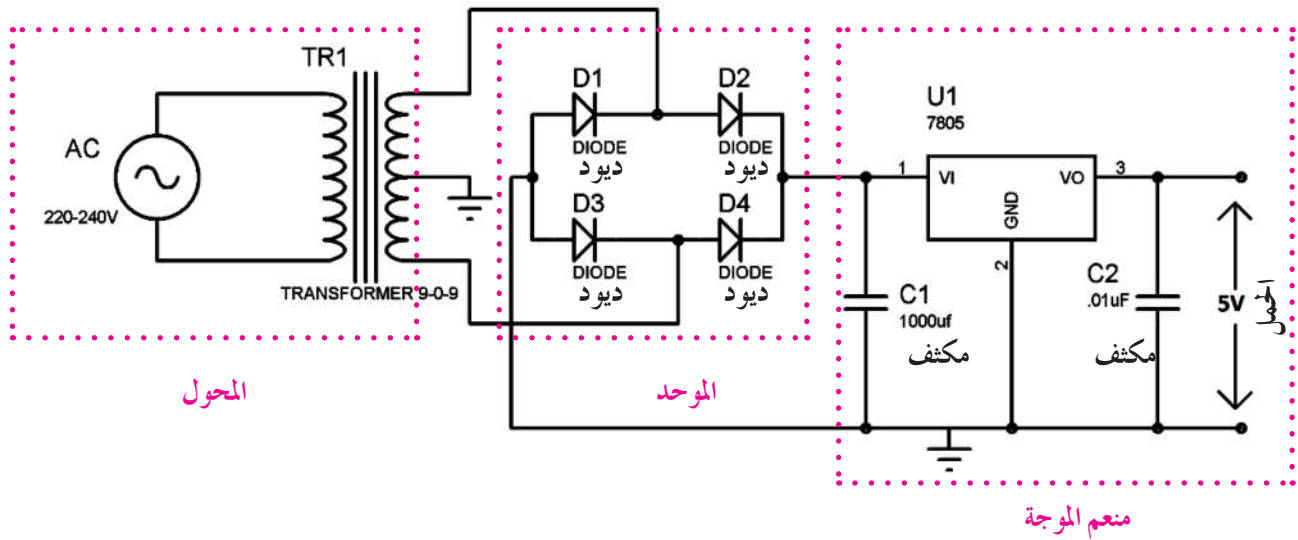 TR1
AC
220-240V
TRANSFORMER 9-0-9
المحول
D1
DIODE
ديود
D2
DIODE
ديود
D3
DIODE
ديود
D4
DIODE
ديود
الموحد
U1
7805
1
VI
VO
3
GND
2
C1
1000uf
مكثف
C2
.01uF
مكثف
5V
الحمل
منعم الموجة